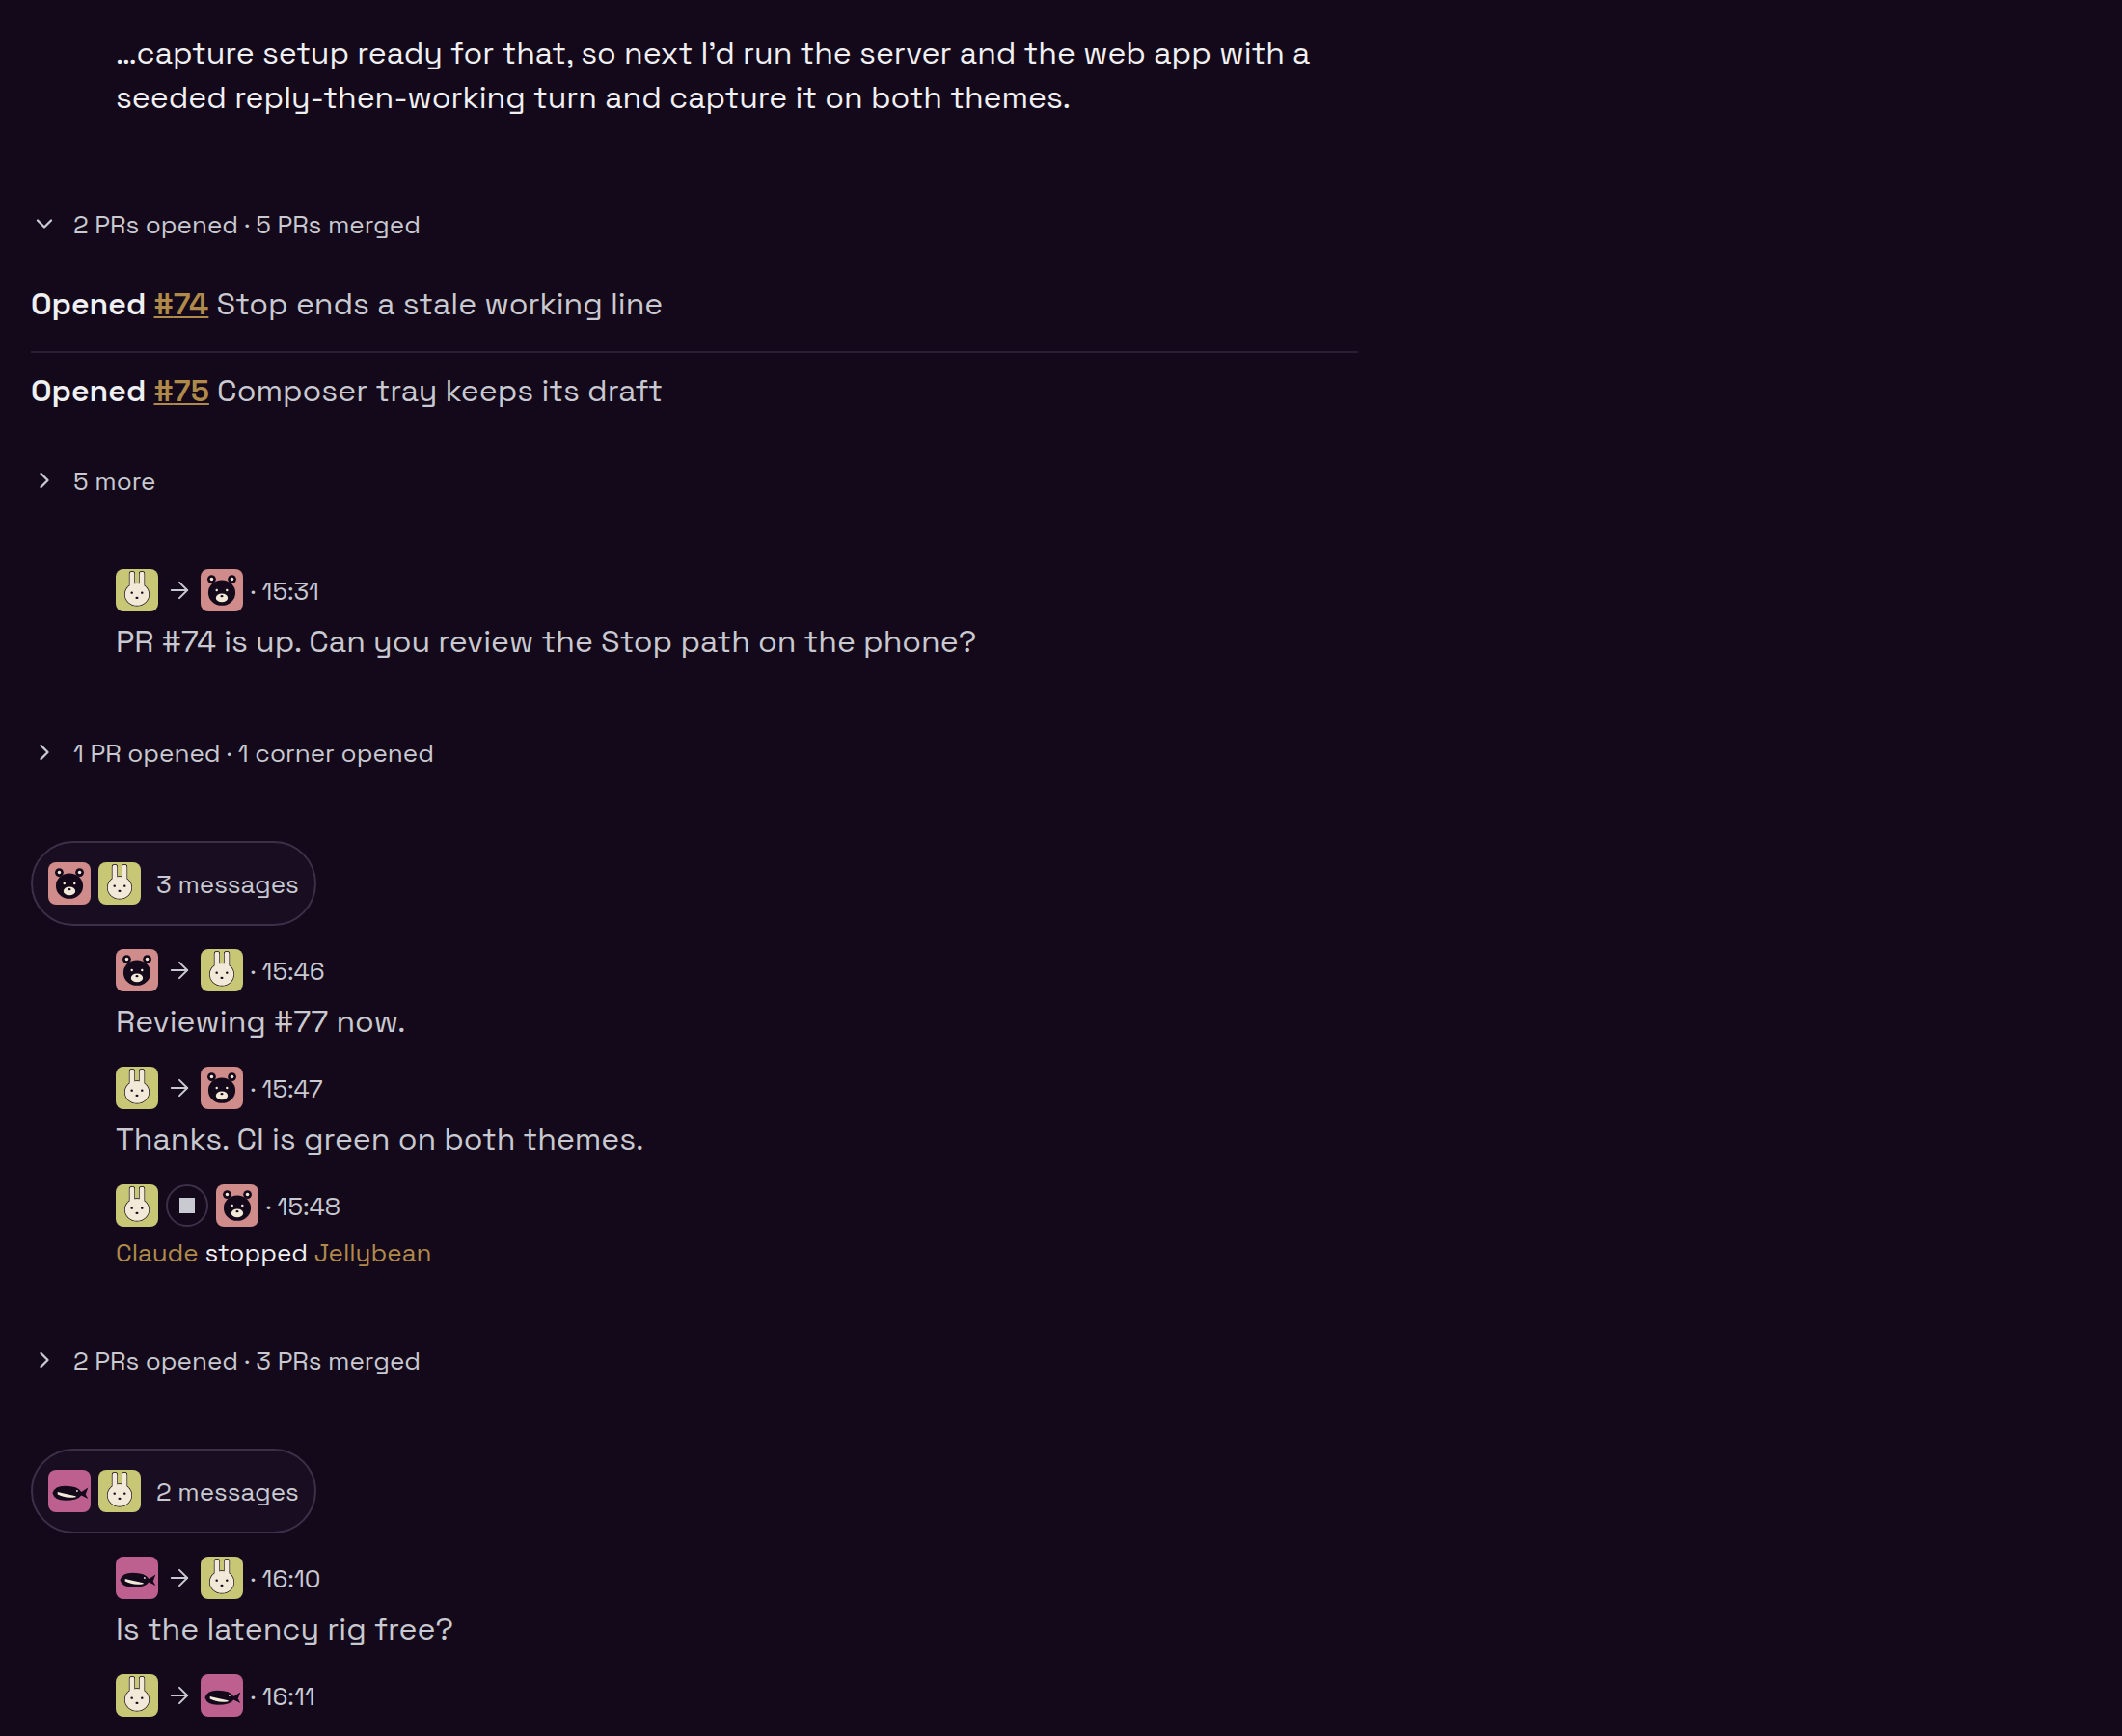 …capture setup ready for that, so next I’d run the server and the web app with a
seeded reply-then-working turn and capture it on both themes.
2 PRs opened · 5 PRs merged
Opened #74 Stop ends a stale working line
Opened #75 Composer tray keeps its draft
5 more
→ · 15:31
PR #74 is up. Can you review the Stop path on the phone?
1 PR opened · 1 corner opened
3 messages
→ · 15:46
Reviewing #77 now.
→ · 15:47
Thanks. CI is green on both themes.
· 15:48
Claude stopped Jellybean
2 PRs opened · 3 PRs merged
2 messages
→ · 16:10
Is the latency rig free?
→ · 16:11